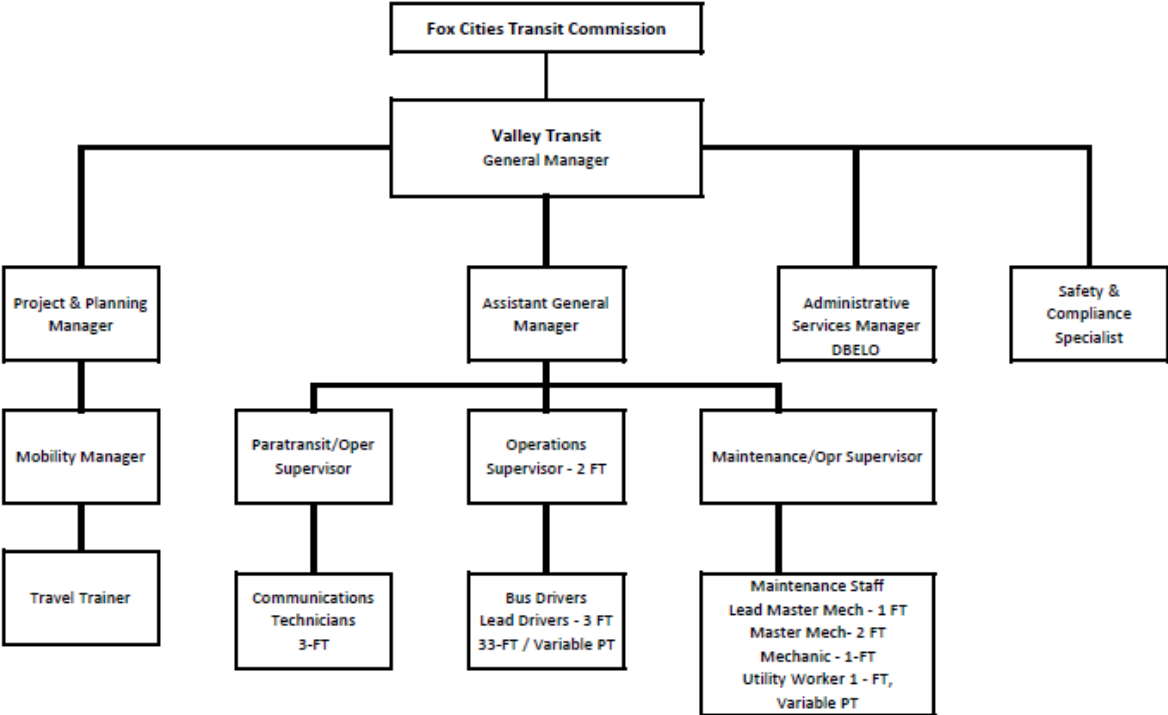 Fox Cities Transit Commission
Valley Transit
General Manager
Project & Planning
Manager
Assistant General
Manager
Administrative
Services Manager
DBELO
Safety &
Compliance
Specialist
Mobility Manager
Paratransit/Oper
Supervisor
Operations
Supervisor - 2 FT
Maintenance/Opr Supervisor
Travel Trainer
Communications
Technicians
3-FT
Bus Drivers
Lead Drivers - 3 FT
33-FT / Variable PT
Maintenance Staff
Lead Master Mech - 1 FT
Master Mech- 2 FT
Mechanic - 1-FT
Utility Worker 1 - FT,
Variable PT